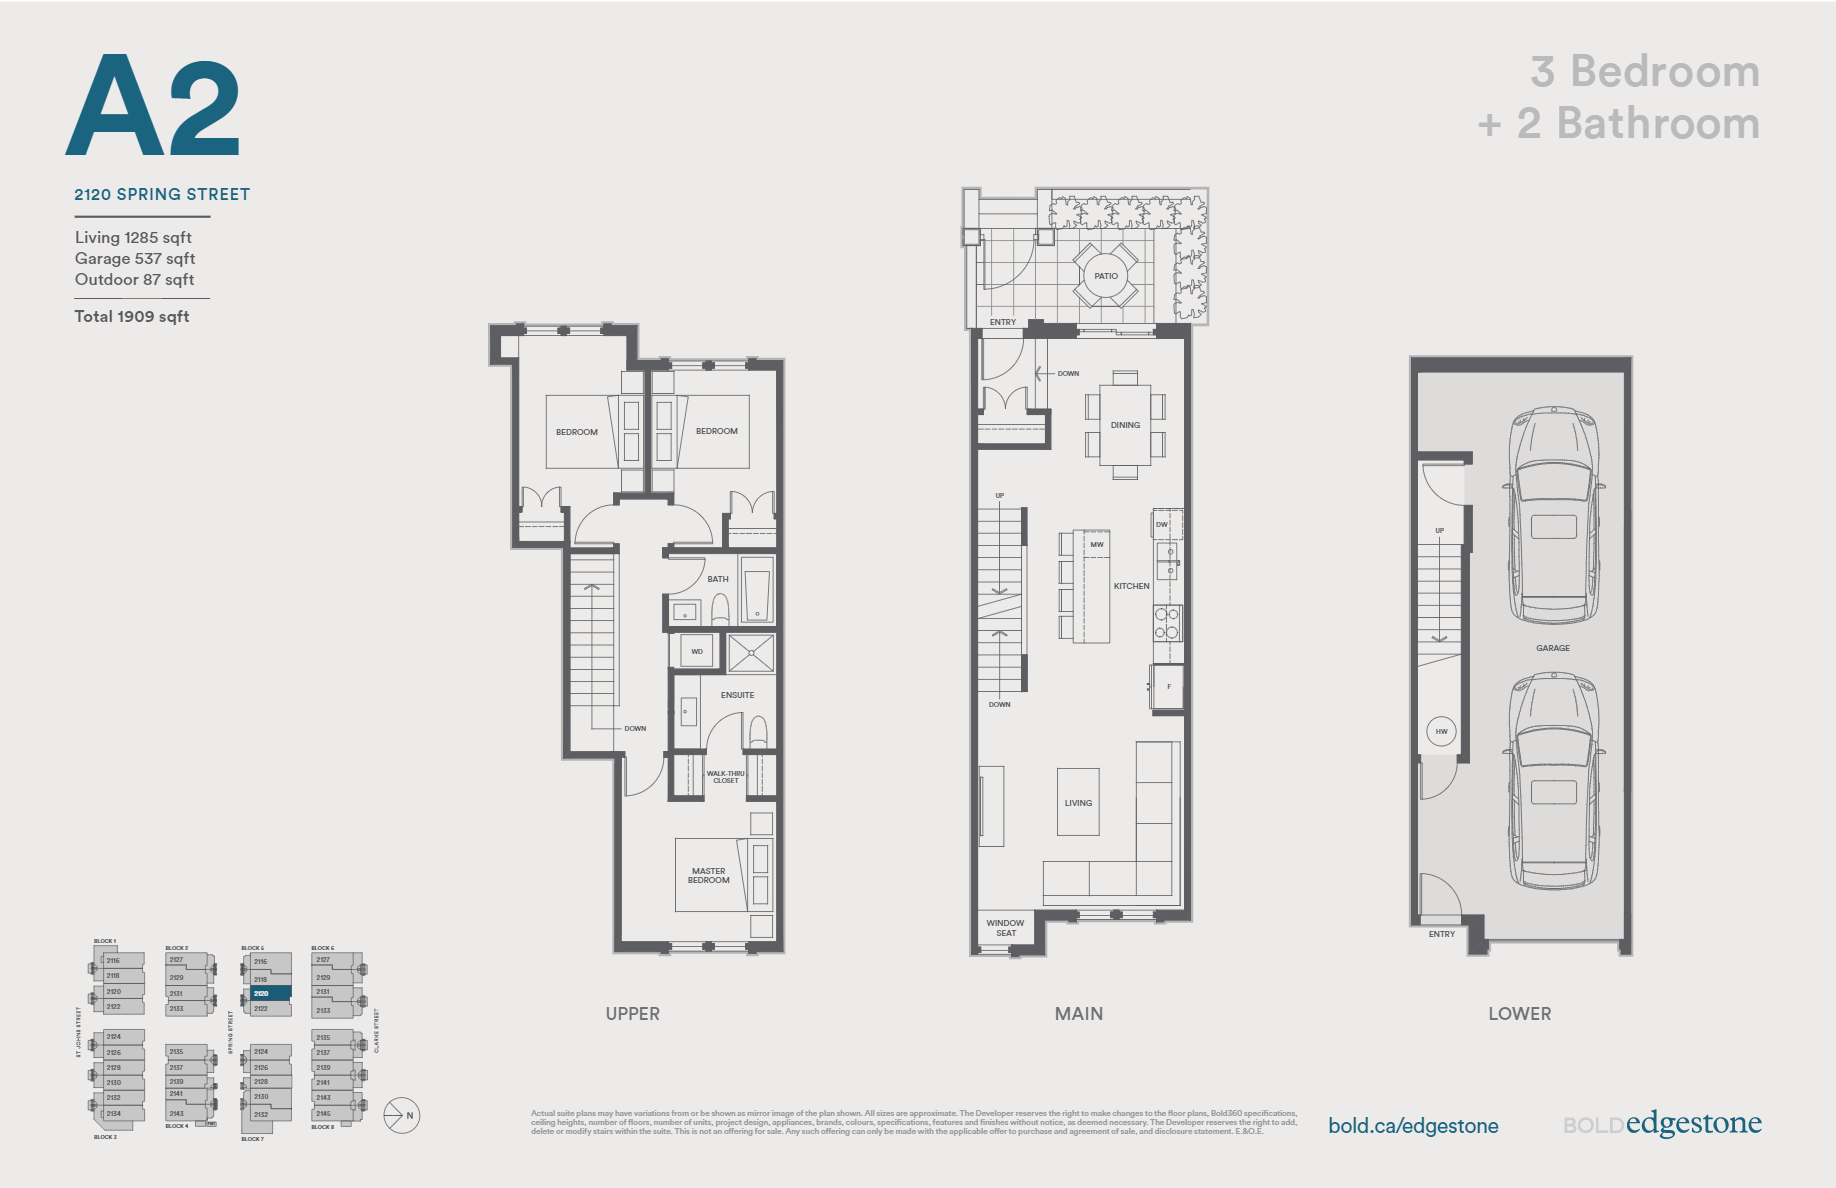 A2
3 Bedroom
+ 2 Bathroom
2120 SPRING STREET
Living 1285 sqft
Garage 537 sqft
Outdoor 87 sqft
Total 1909 sqft
BEDROOM
BEDROOM
BATH
WD
ENSUITE
DOWN
WALK-THRU
CLOSET
MASTER
BEDROOM
UPPER
PATIO
ENTRY
DOWN
DINING
UP
DW
MW
KITCHEN
F
DOWN
LIVING
WINDOW
SEAT
MAIN
UP
GARAGE
HW
ENTRY
LOWER
BLOCK 1
2116
2118
2120
2122
2124
2126
2128
2130
2132
2134
BLOCK 3
ST JOHNS STREET
BLOCK 2
2127
2129
2131
2133
2135
2137
2139
2141
2143
BLOCK 4
SPRING STREET
BLOCK 5
2116
2118
2120
2122
2124
2126
2128
2130
2132
BLOCK 7
BLOCK 6
2127
2129
2131
2133
2135
2137
2139
2141
2143
2145
BLOCK 8
CLARKE STREET
N
Actual suite plans may have variations from or be shown as mirror image of the plan shown. All sizes are approximate. The Developer reserves the right to make changes to the floor plans, Bold360 specifications,
ceiling heights, number of floors, number of units, project design, appliances, brands, colours, specifications, features and finishes without notice, as deemed necessary. The Developer reserves the right to add,
delete or modify stairs within the suite. This is not an offering for sale. Any such offering can only be made with the applicable offer to purchase and agreement of sale, and disclosure statement. E.&O.E.
bold.ca/edgestone
BOLD edgestone